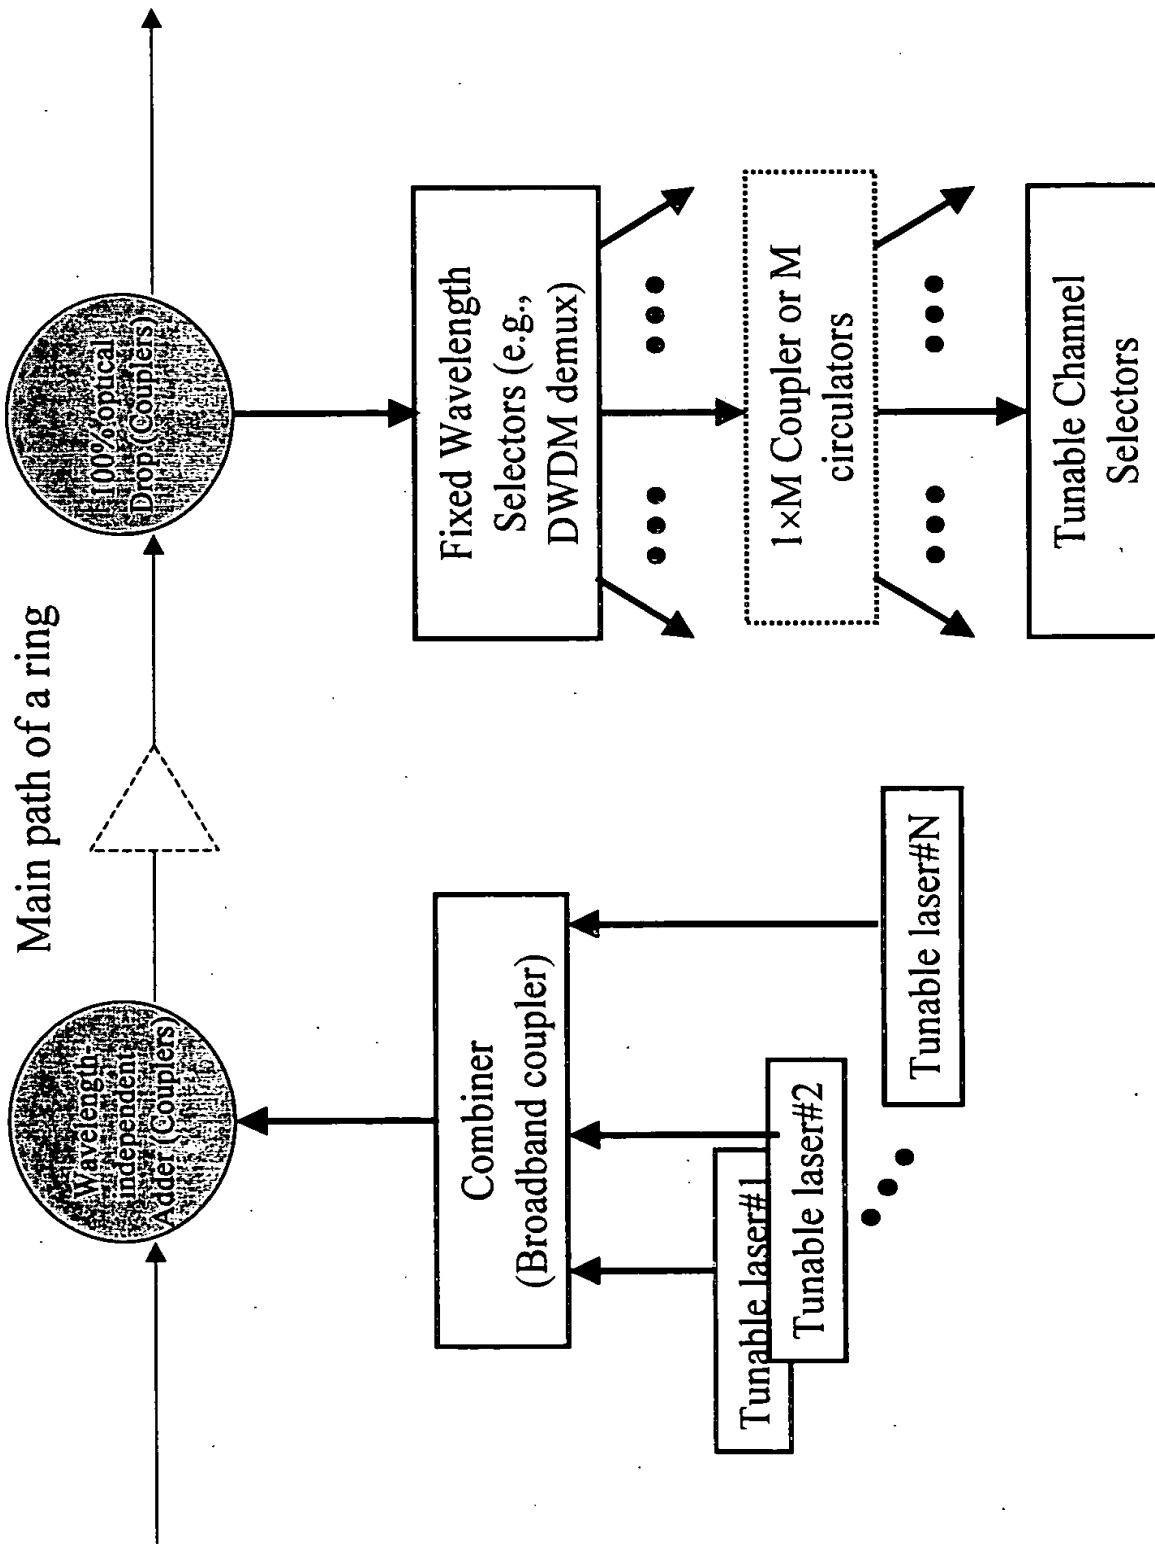 Main path of a ring
Wavelength-
independent
Adder (Couplers)
100% optical
Drop (Couplers)
Combiner
(Broadband coupler)
Tunable laser#1
Tunable laser#2
Tunable laser#N
Fixed Wavelength
Selectors (e.g.,
DWDM demux)
1×M Coupler or M
circulators
Tunable Channel
Selectors